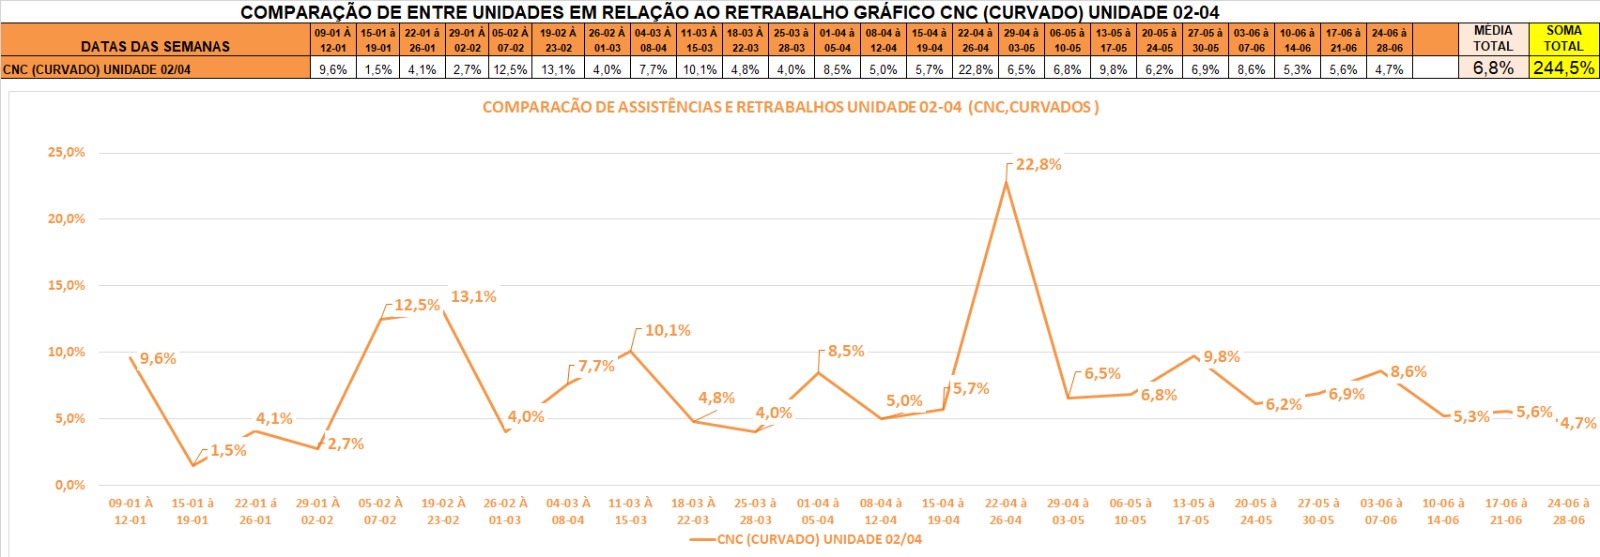 COMPARAÇÃO DE ENTRE UNIDADES EM RELAÇÃO AO RETRABALHO GRÁFICO CNC (CURVADO) UNIDADE 02-04
DATAS DAS SEMANAS 09-01 À 12-01 15-01 à 19-01 22-01 á 26-01 29-01 À 02-02 05-02 À 07-02 19-02 À 23-02 26-02 À 01-03 04-03 À 08-04 11-03 À 15-03 18-03 À 22-03 25-03 à 28-03 01-04 à 05-04 08-04 à 12-04 15-04 à 19-04 22-04 à 26-04 29-04 à 03-05 06-05 à 10-05 13-05 à 17-05 20-05 à 24-05 27-05 à 30-05 03-06 à 07-06 10-06 à 14-06 17-06 à 21-06 24-06 à 28-06 MÉDIA TOTAL SOMA TOTAL
CNC (CURVADO) UNIDADE 02/04 9,6% 1,5% 4,1% 2,7% 12,5% 13,1% 4,0% 7,7% 10,1% 4,8% 4,0% 8,5% 5,0% 5,7% 22,8% 6,5% 6,8% 9,8% 6,2% 6,9% 8,6% 5,3% 5,6% 4,7% 6,8% 244,5%
COMPARACÃO DE ASSISTÊNCIAS E RETRABALHOS UNIDADE 02-04 (CNC,CURVADOS )
25,0%
20,0%
15,0%
10,0%
5,0%
0,0%
9,6% 1,5% 4,1% 2,7% 12,5% 13,1% 4,0% 7,7% 10,1% 4,8% 4,0% 8,5% 5,0% 5,7% 22,8% 6,5% 6,8% 9,8% 6,2% 6,9% 8,6% 5,3% 5,6% 4,7%
09-01 À 15-01 à 22-01 á 29-01 À 05-02 À 19-02 À 26-02 À 04-03 À 11-03 À 18-03 À 25-03 à 01-04 à 08-04 à 15-04 à 22-04 à 29-04 à 06-05 à 13-05 à 20-05 à 27-05 à 03-06 à 10-06 à 17-06 à 24-06 à
12-01 19-01 26-01 02-02 07-02 23-02 01-03 08-04 15-03 22-03 28-03 05-04 12-04 19-04 26-04 03-05 10-05 17-05 24-05 30-05 07-06 14-06 21-06 28-06
CNC (CURVADO) UNIDADE 02/04